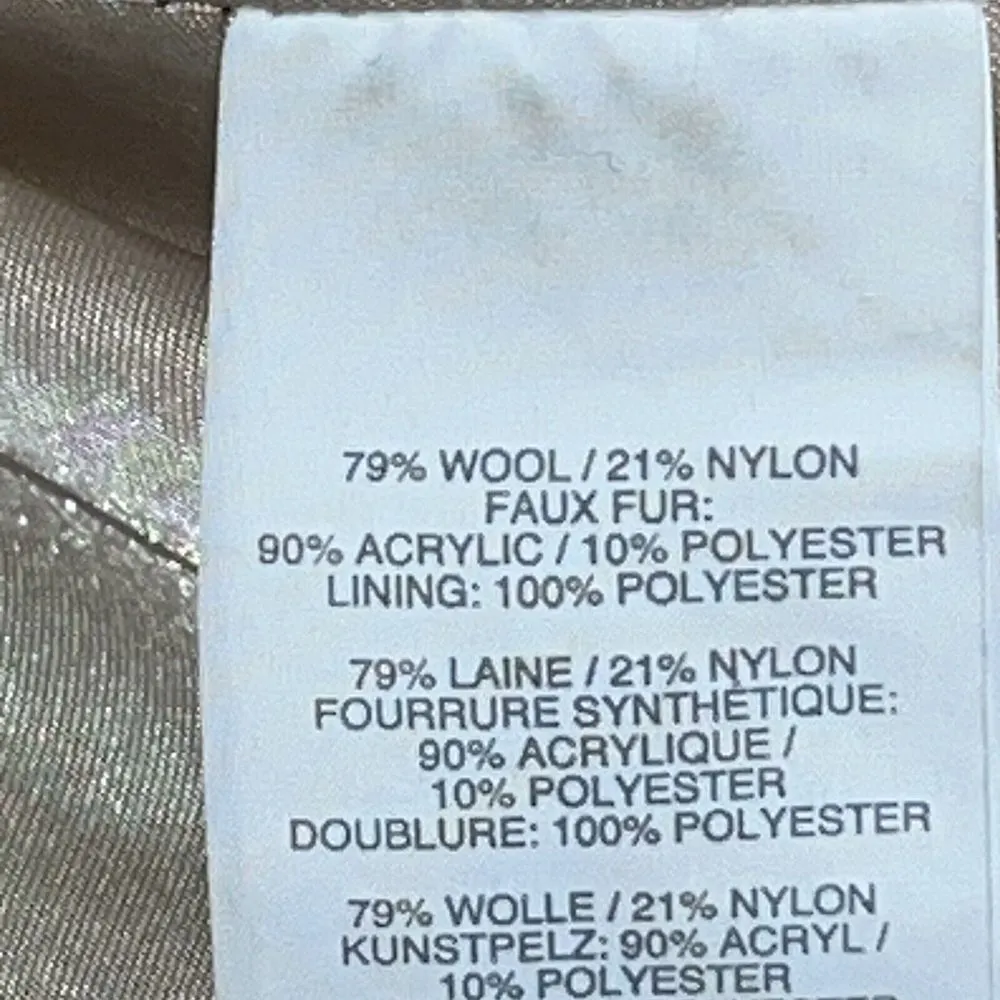 79% WOOL / 21% NYLON
FAUX FUR:
90% ACRYLIC / 10% POLYESTER
LINING: 100% POLYESTER
79% LAINE / 21% NYLON
FOURRURE SYNTHÉTIQUE:
90% ACRYLIQUE /
10% POLYESTER
DOUBLURE: 100% POLYESTER
79% WOLLE / 21% NYLON
KUNSTPELZ: 90% ACRYL /
10% POLYESTER